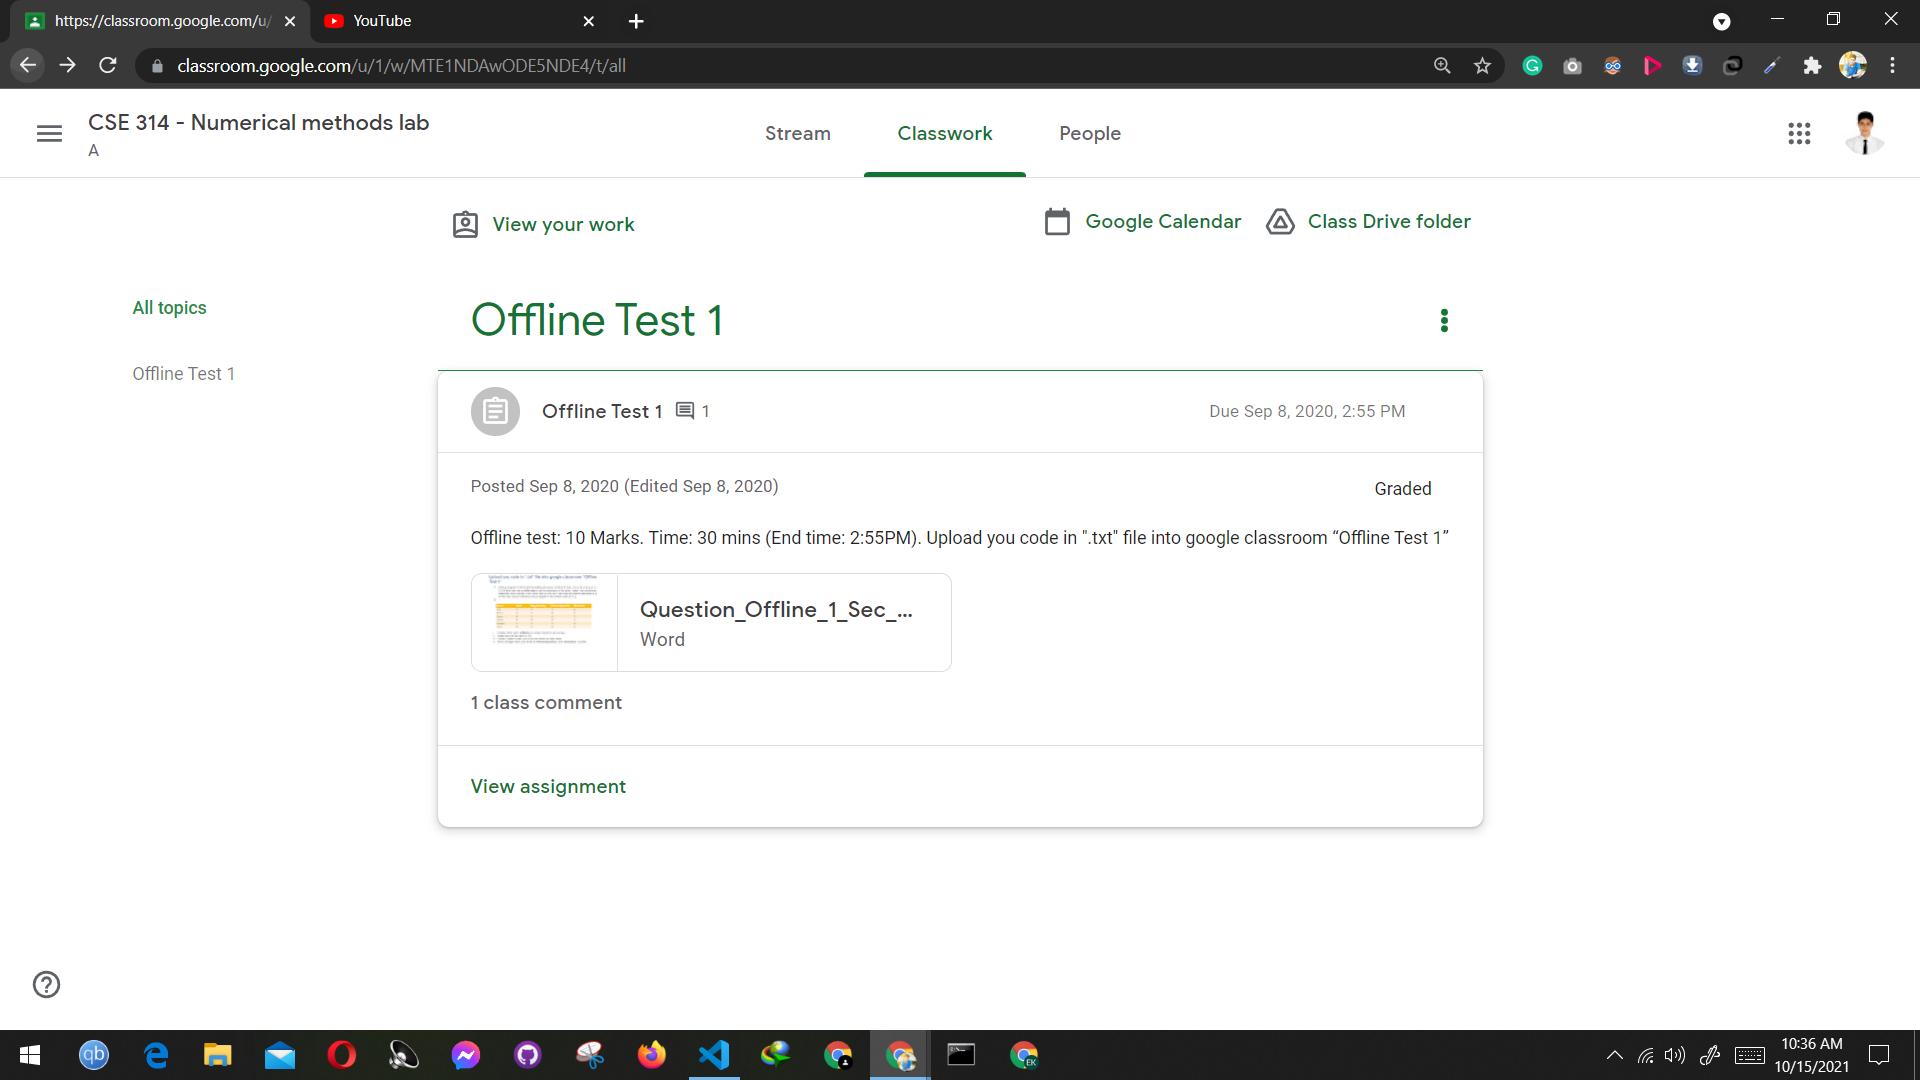 https://classroom.google.com/u/
YouTube
classroom.google.com/u/1/w/MTE1NDAwODE5NDE4/t/all
CSE 314 - Numerical methods lab
A
Stream
Classwork
People
View your work
Google Calendar
Class Drive folder
All topics
Offline Test 1
Offline Test 1
Offline Test 1
1
Due Sep 8, 2020, 2:55 PM
Posted Sep 8, 2020 (Edited Sep 8, 2020)
Graded
Offline test: 10 Marks. Time: 30 mins (End time: 2:55PM). Upload you code in ".txt" file into google classroom “Offline Test 1”
Question_Offline_1_Sec_...
Word
1 class comment
View assignment
qb
EK
10:36 AM
10/15/2021